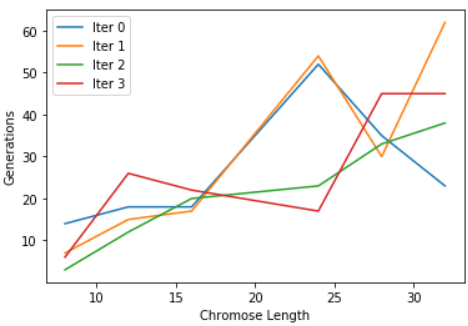 Iter 0
Iter 1
Iter 2
Iter 3
60
50
40
30
20
10
Generations
10 15 20 25 30
Chromose Length